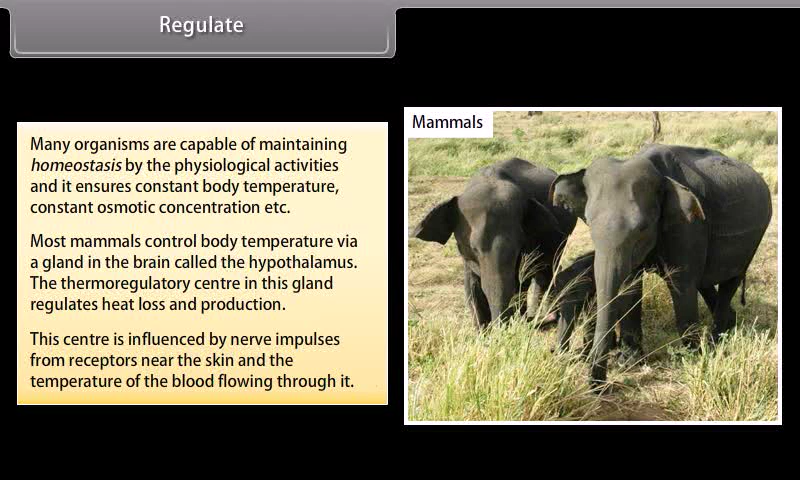 Regulate
Many organisms are capable of maintaining
homeostasis by the physiological activities
and it ensures constant body temperature,
constant osmotic concentration etc.
Most mammals control body temperature via
a gland in the brain called the hypothalamus.
The thermoregulatory centre in this gland
regulates heat loss and production.
This centre is influenced by nerve impulses
from receptors near the skin and the
temperature of the blood flowing through it.
Mammals